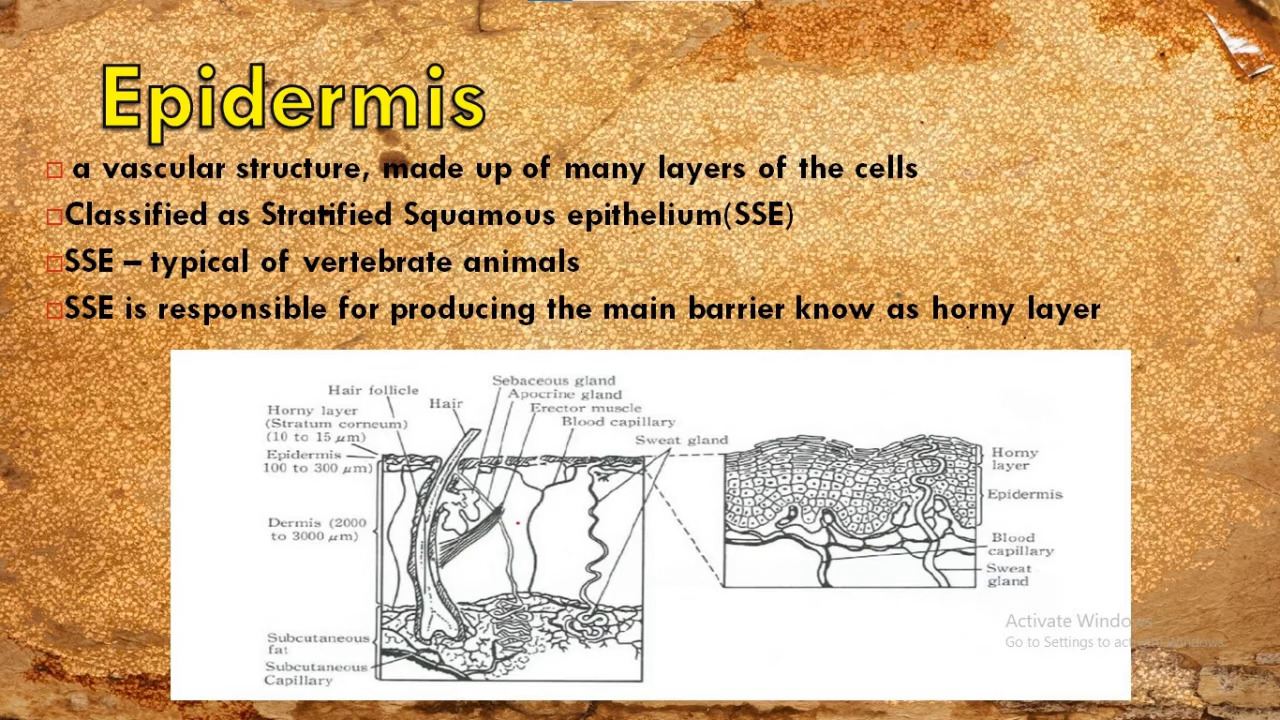 Epidermis
a vascular structure, made up of many layers of the cells
Classified as Stratified Squamous epithelium(SSE)
SSE – typical of vertebrate animals
SSE is responsible for producing the main barrier know as horny layer
Sebaceous gland
Hair follicle
Apocrine gland
Hair
Erector muscle
Horny layer
(Stratum corneum)
(10 to 15 μm)
Blood capillary
Sweat gland
Epidermis
100 to 300 μm)
Dermis (2000
to 3000 μm)
Subcutaneous
fat
Subcutaneous
Capillary
Horny
layer
Epidermis
Blood
capillary
Sweat
gland
Activate Windows
Go to Settings to activate Windows.